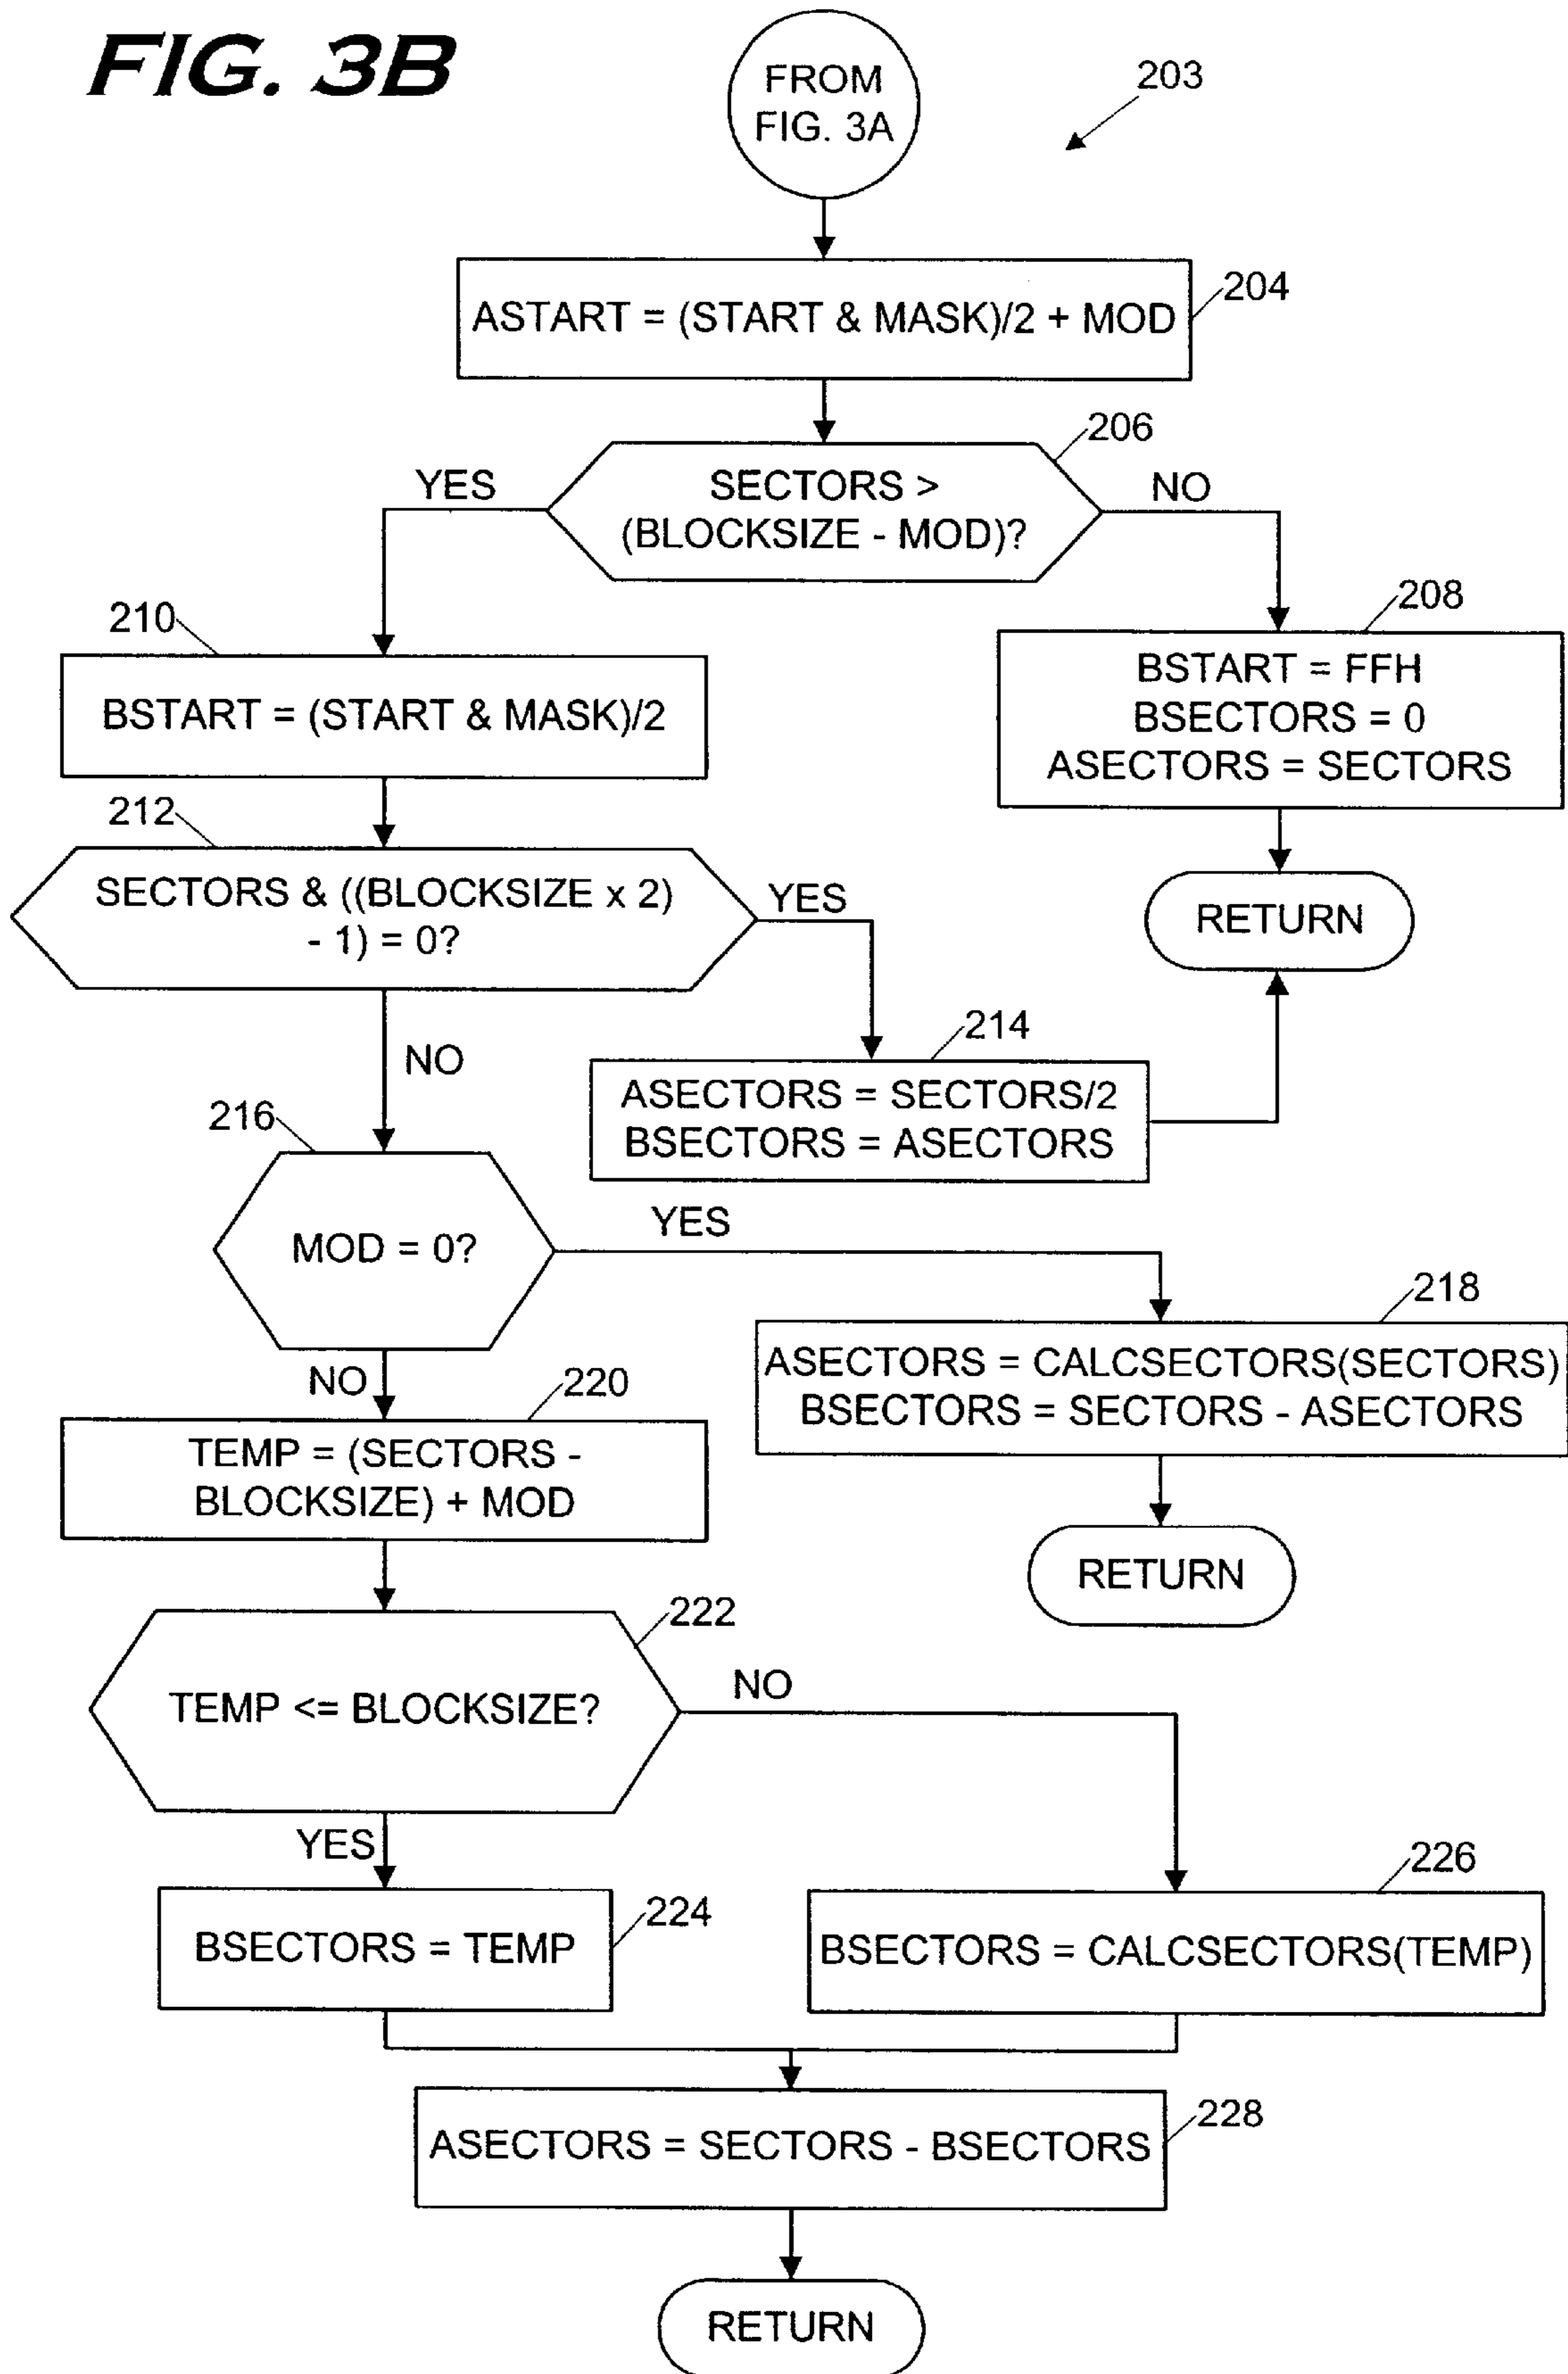 FIG. 3B
FROM
FIG. 3A
203
ASTART = (START & MASK)/2 + MOD
204
206
SECTORS >
(BLOCKSIZE - MOD)?
YES
NO
208
BSTART = FFH
BSECTORS = 0
ASECTORS = SECTORS
RETURN
210
BSTART = (START & MASK)/2
212
SECTORS & ((BLOCKSIZE x 2)
- 1) = 0?
YES
NO
214
ASECTORS = SECTORS/2
BSECTORS = ASECTORS
216
MOD = 0?
YES
NO
218
ASECTORS = CALCSECTORS(SECTORS)
BSECTORS = SECTORS - ASECTORS
RETURN
220
TEMP = (SECTORS -
BLOCKSIZE) + MOD
222
TEMP <= BLOCKSIZE?
NO
YES
224
BSECTORS = TEMP
226
BSECTORS = CALCSECTORS(TEMP)
228
ASECTORS = SECTORS - BSECTORS
RETURN